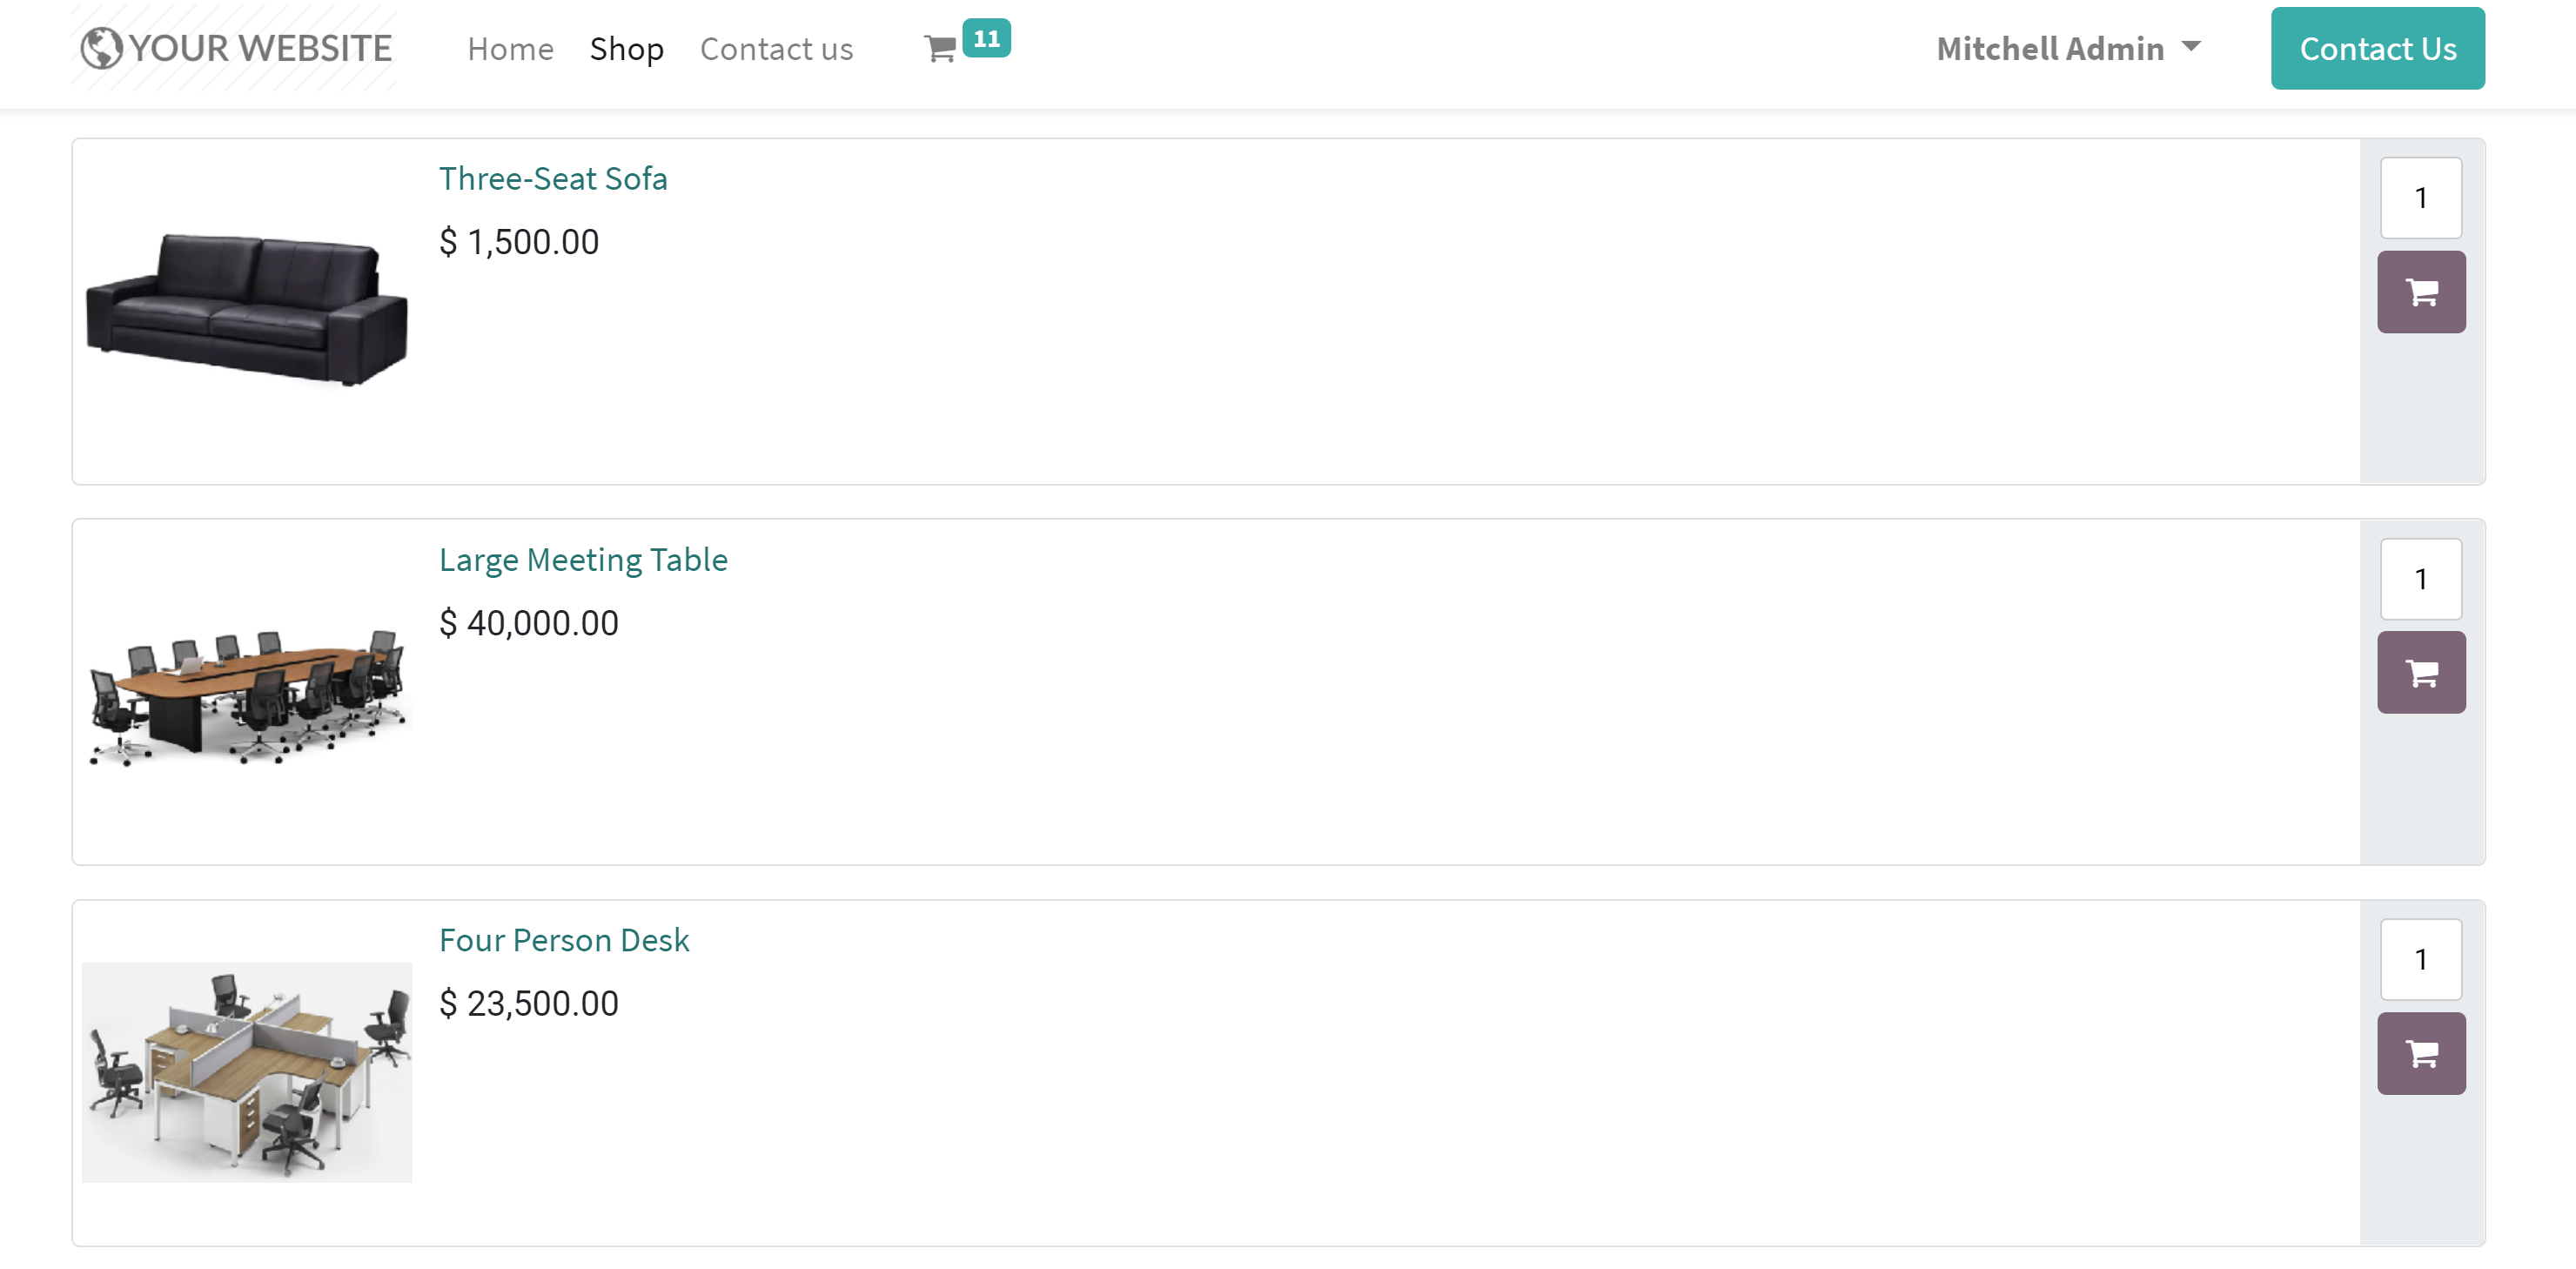 YOUR WEBSITE Home Shop Contact us 11 Mitchell Admin Contact Us
Three-Seat Sofa
$ 1,500.00
1
Large Meeting Table
$ 40,000.00
1
Four Person Desk
$ 23,500.00
1